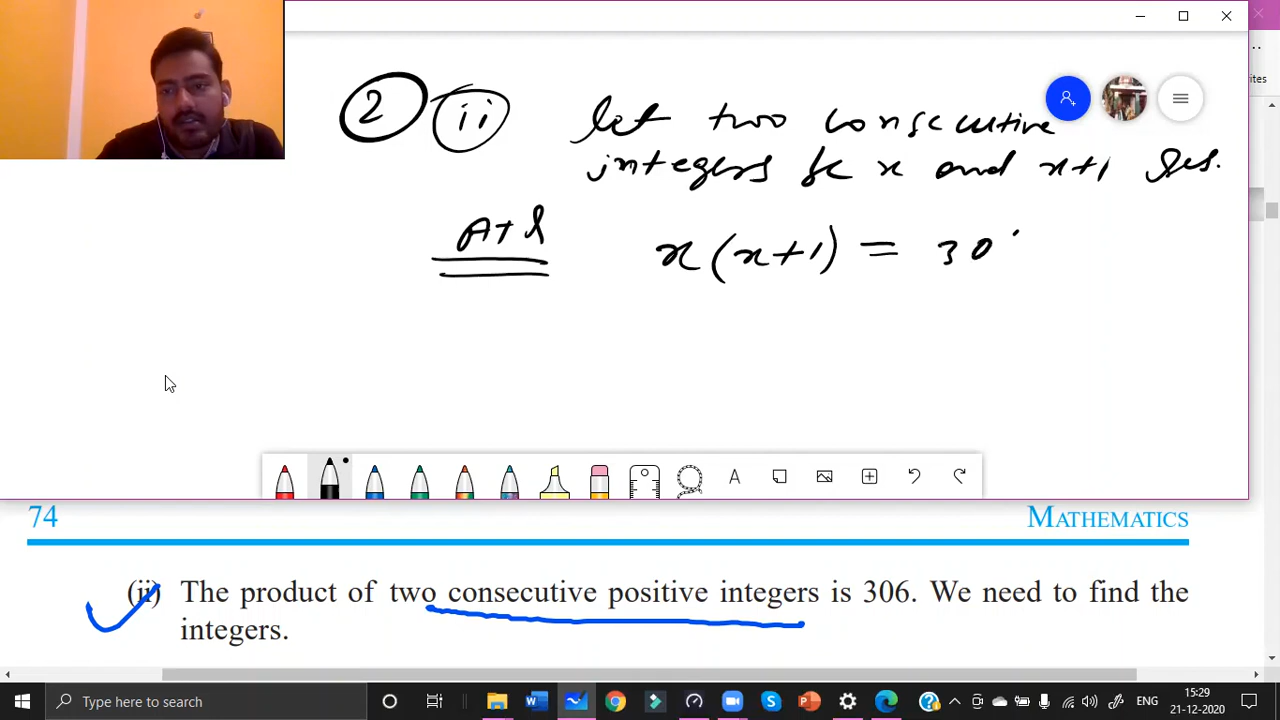 ites
2 ii let two consecutive
integers be x and x+1 res.
ATQ x(x+1) = 30
A
74 MATHEMATICS
(ii) The product of two consecutive positive integers is 306. We need to find the
integers.
Type here to search
ENG
15:29
21-12-2020